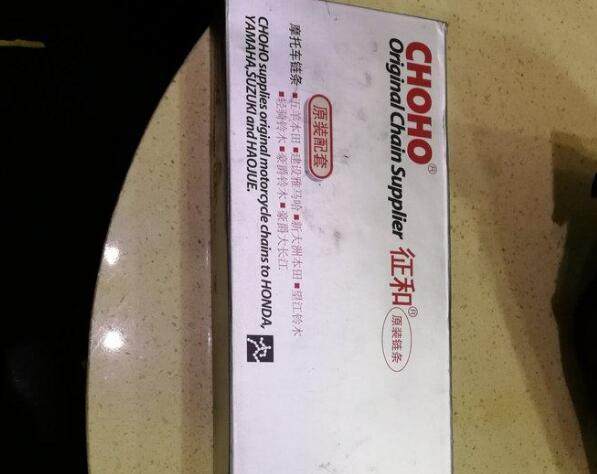 CHOHO® 征和® 原装链条
Original Chain Supplier
原装配套
摩托车链条 ■五羊本田 ■建设雅马哈 ■新大洲本田 ■望江铃木
■轻骑铃木 ■豪爵铃木 ■豪爵大长江
CHOHO supplies original motorcycle chains to HONDA,
YAMAHA,SUZUKI and HAOJUE.